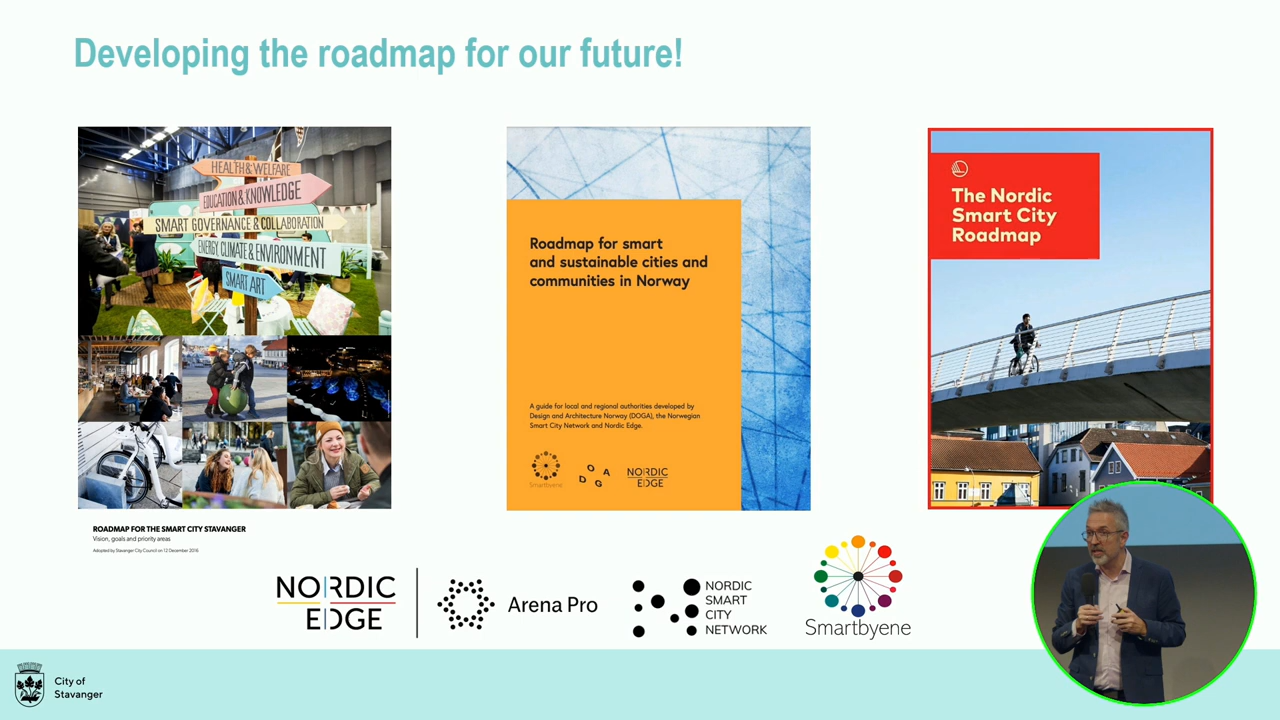 Developing the roadmap for our future!
HEALTH & WELFARE
EDUCATION & KNOWLEDGE
SMART GOVERNANCE & COLLABORATION
ENERGY, CLIMATE & ENVIRONMENT
SMART ART
ROADMAP FOR THE SMART CITY STAVANGER
Vision, goals and priority areas
Adopted by Stavanger City Council on 12 December 2016
Roadmap for smart
and sustainable cities and
communities in Norway
A guide for local and regional authorities developed by
Design and Architecture Norway (DOGA), the Norwegian
Smart City Network and Nordic Edge.
Smartbyene
DOGA
NORDIC
EDGE
The Nordic
Smart City
Roadmap
NORDIC
EDGE
Arena Pro
NORDIC
SMART
CITY
NETWORK
Smartbyene
City of
Stavanger